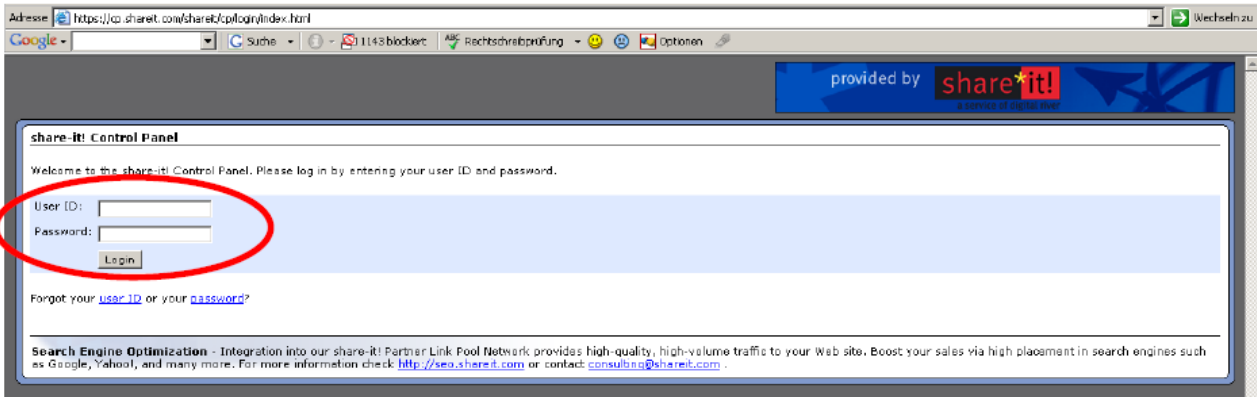 Adresse https://cp.shareit.com/shareit/cp/login/index.html Wechseln zu
Google Suche 1143 blockiert ABC Rechtschreibprüfung Optionen
provided by share*it!
a service of digital river
share-it! Control Panel
Welcome to the share-it! Control Panel. Please log in by entering your user ID and password.
User ID:
Password:
Login
Forgot your user ID or your password?
Search Engine Optimization - Integration into our share-it! Partner Link Pool Network provides high-quality, high-volume traffic to your Web site. Boost your sales via high placement in search engines such
as Google, Yahoo!, and many more. For more information check http://seo.shareit.com or contact consulting@shareit.com .